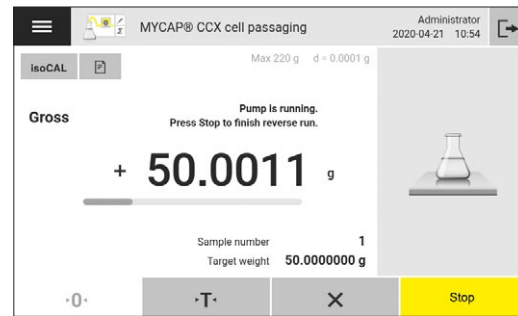 MYCAP® CCX cell passaging
Administrator
2020-04-21 10:54
isoCAL
Max 220 g d = 0.0001 g
Gross
Pump is running.
Press Stop to finish reverse run.
+ 50.0011 g
Sample number 1
Target weight 50.0000000 g
·0·
·T·
Stop